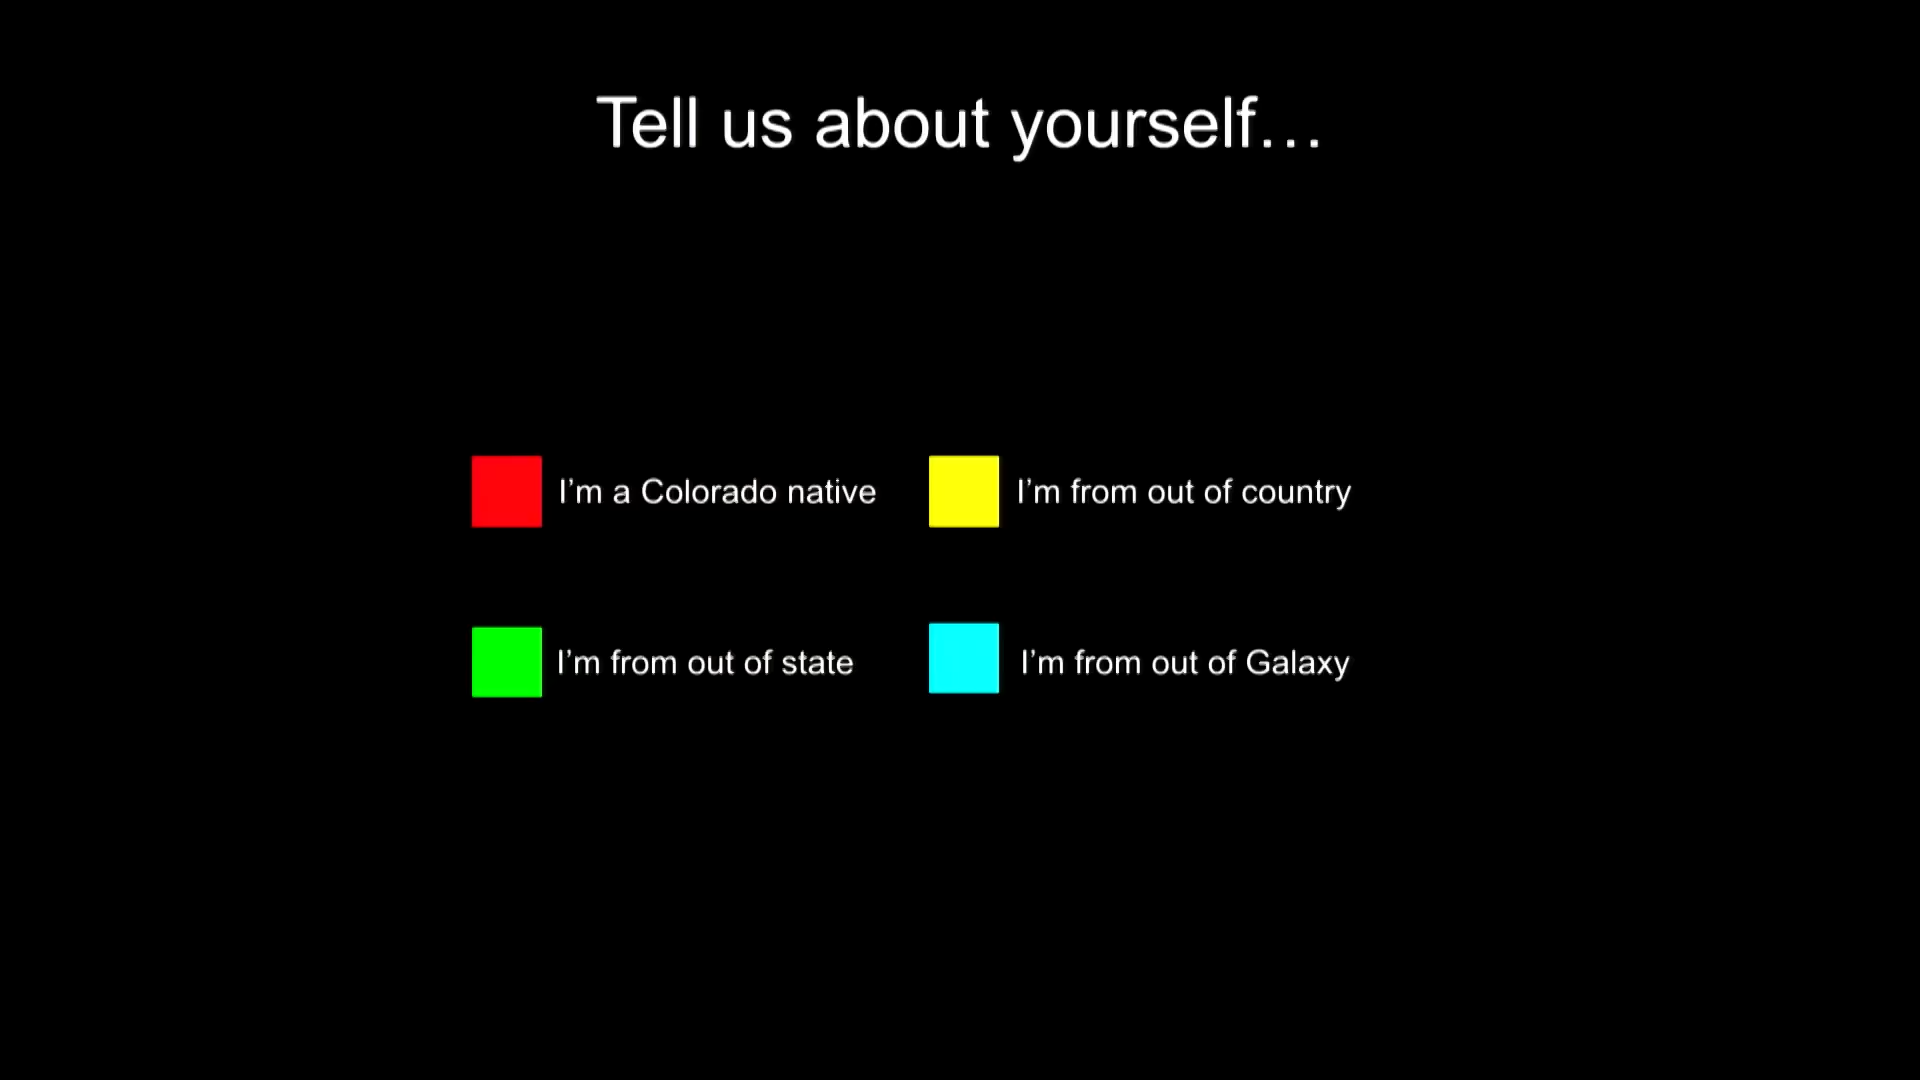 Tell us about yourself…
I’m a Colorado native
I’m from out of country
I’m from out of state
I’m from out of Galaxy